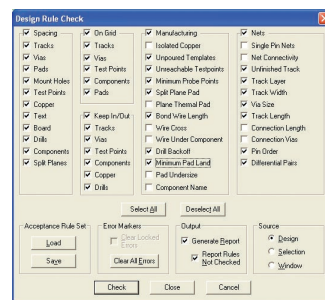 Design Rule Check
Spacing
Tracks
Vias
Pads
Mount Holes
Test Points
Copper
Text
Board
Drills
Components
Split Planes
On Grid
Tracks
Vias
Test Points
Components
Pads
Keep In/Out
Tracks
Vias
Test Points
Components
Copper
Drills
Manufacturing
Isolated Copper
Unpoured Templates
Unreachable Testpoints
Minimum Probe Points
Split Plane Pad
Plane Thermal Pad
Bond Wire Length
Wire Cross
Wire Under Component
Drill Backoff
Minimum Pad Land
Pad Undersize
Component Name
Nets
Single Pin Nets
Net Connectivity
Unfinished Track
Track Layer
Track Width
Via Size
Track Length
Connection Length
Connection Vias
Pin Order
Differential Pairs
Select All
Deselect All
Acceptance Rule Set
Load
Save
Error Markers
Clear Locked
Errors
Clear All Errors
Output
Generate Report
Report Rules
Not Checked
Source
Design
Selection
Window
Check
Close
Cancel